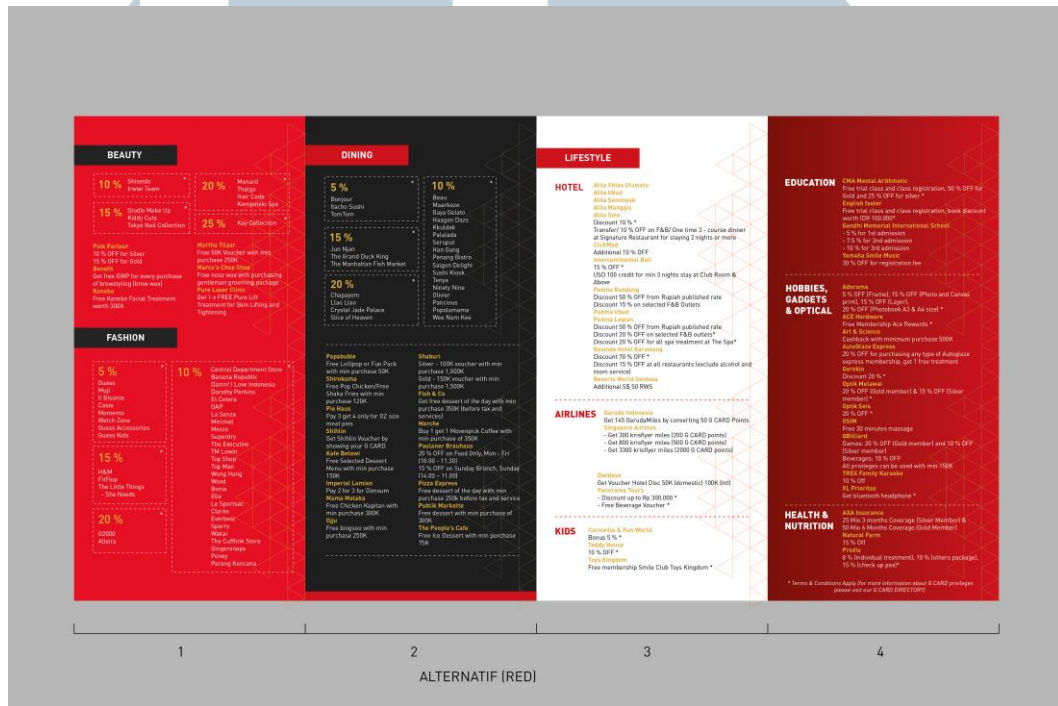 BEAUTY
10 %
Shiseido
Irwan Team
*
15 %
Studio Make Up
Kiddy Cuts
Tokyo Nail Collection
*
20 %
Menard
Thalgo
Hair Code
Kempinski Spa
*
25 %
Kay Collection
*
Pink Parlour
10 % OFF for Silver
15 % OFF for Gold
Benefit
Get free GWP for every purchase
of browstyling (brow wax)
Kanebo
Free Kanebo Facial Treatment
worth 300K
Martha Tilaar
Free 50K Voucher with min
purchase 250K
Marco's Chop Shop
Free nose wax with purchasing
gentleman grooming package
Pure Laser Clinic
Get 1 a FREE Pure Lift
Treatment for Skin Lifting and
Tightening
FASHION
5 %
Guess
Muji
Il Bisonte
Casio
Momento
Watch Zone
Guess Accessories
Guess Kids
*
15 %
H&M
FitFlop
The Little Things
- She Needs
*
20 %
G2000
Alleira
*
10 %
Central Department Store
Banana Republic
Damn! I Love Indonesia
Dorothy Perkins
Et Cetera
GAP
La Senza
Minimal
Mezzo
Superdry
The Executive
TM Lewin
Top Shop
Top Man
Wong Hang
Wood
Bonia
Elle
La Sportsac
Clarks
Everbest
Sparry
Wakai
The Cufflink Store
Gingersnaps
Poney
Parang Kencana
*
DINING
5 %
Bonjour
Itacho Sushi
TomTom
*
15 %
Jun Njan
The Grand Duck King
The Manhattan Fish Market
*
20 %
Chapayom
Llao Llao
Crystal Jade Palace
Slice of Heaven
*
10 %
Beau
Maarkeze
Gaya Gelato
Haagen Dazs
Kkuldak
Palalada
Seruput
Han Gang
Penang Bistro
Saigon Delight
Sushi Kiosk
Tenya
Ninety Nine
Olivier
Pancious
Popolamama
Wee Nam Kee
*
Papabuble
Free Lollipop or Fun Pack
with min purchase 50K
Shirokuma
Free Pop Chicken/Free
Shaka Fries with min
purchase 120K
Pie Haus
Pay 3 get 4 only for OZ size
meat pies
Shihlin
Get Shihlin Voucher by
showing your G CARD
Kafe Betawi
Free Selected Dessert
Menu with min purchase
150K
Imperial Lamian
Pay 2 for 3 for Dimsum
Mama Malaka
Free Chicken Kapitan with
min purchase 300K
Gju
Free bingsoo with min
purchase 250K
Shaburi
Silver - 100K voucher with min
purchase 1,000K
Gold - 150K voucher with min
purchase 1,500K
Fish & Co
Get free dessert of the day with min
purchase 350K (before tax and
services)
Marche
Buy 1 get 1 Movenpick Coffee with
min purchase of 350K
Paulaner Brauhaus
20 % OFF on Food Only, Mon - Fri
(18.00 - 11.30)
15 % OFF on Sunday Brunch, Sunday
(14.00 - 11.00)
Pizza Express
Free dessert of the day with min
purchase 250k before tax and service
Publik Markette
Free dessert with min purchase of
300K
The People's Cafe
Free Ice Dessert with min purchase
75K
LIFESTYLE
HOTEL
Alila Villas Uluwatu
Alila Ubud
Alila Seminyak
Alila Manggis
Alila Solo
Discount 10 % *
Transfer/ 10 % OFF on F&B/ One time 3 - course dinner
at Signature Restaurant for staying 2 nights or more
ClubMed
Additional 10 % OFF
Intercontinental Bali
15 % OFF *
USD 100 credit for min 3 nights stay at Club Room &
Above
Padma Bandung
Discount 50 % OFF from Rupiah published rate
Discount 15 % on selected F&B Outlets
Padma Ubud
Padma Legian
Discount 50 % OFF from Rupiah published rate
Discount 20 % OFF on selected F&B outlets*
Discount 20 % OFF for all spa treatment at The Spa*
Resinda Hotel Karawang
Discount 70 % OFF *
Discount 15 % OFF at all restaurants (exclude alcohol and
room service)
Resorts World Sentosa
Additional S$ 50 RWS
AIRLINES
Garuda Indonesia
Get 145 GarudaMiles by converting 50 G CARD Points
Singapore Airlines
- Get 300 krisflyer miles (200 G CARD points)
- Get 800 krisflyer miles (500 G CARD points)
- Get 3300 krisflyer miles (2000 G CARD points)
Dwidaya
Get Voucher Hotel Disc 50K (domestic) 100K (Int)
Panorama Tours
- Discount up to Rp 300,000 *
- Free Beverage Voucher *
KIDS
Carmelio & Fun World
Bonus 5 % *
Teddy House
10 % OFF *
Toys Kingdom
Free membership Smile Club Toys Kingdom *
EDUCATION
CMA Mental Arithmetic
Free trial class and class registration, 50 % OFF for
Gold and 25 % OFF for silver *
English faster
Free trial class and class registration, book discount
worth IDR 100.000*
Gandhi Memorial International School
- 5 % for 1st admission
- 7.5 % for 2nd admission
- 10 % for 3rd admission
Yamaha Smile Music
30 % OFF for registration fee
HOBBIES,
GADGETS
& OPTICAL
Adorama
5 % OFF (Frame), 15 % OFF (Photo and Canvas
print), 15 % OFF (Layer),
20 % OFF (Photobook A3 & A4 size) *
ACE Hardware
Free Membership Ace Rewards *
Art & Science
Cashback with minimum purchase 500K
AutoGlaze Express
20 % OFF for purchasing any type of Autoglaze
express membership, get 1 free treatment
Gerskin
Discount 20 % *
Optik Melawai
20 % OFF (Gold member) & 15 % OFF (Silver
member) *
Optik Seis
20 % OFF *
OSIM
Free 30 minutes massage
QBilliard
Games: 20 % OFF (Gold member) and 10 % OFF
(Silver member)
Beverages: 10 % OFF
All privileges can be used with min 150K
TREX Family Karaoke
10 % Off
XL Prioritas
Get bluetooth headphone *
HEALTH &
NUTRITION
AXA Insurance
25 Mio 3 months Coverage (Silver Member) &
50 Mio 6 Months Coverage (Gold Member)
Natural Farm
15 % Off
Prodia
8 % (individual treatment), 10 % (others package),
15 % (check up pax)*
* Terms & Conditions Apply (for more information about G CARD privileges
please visit our G CARD DIRECTORY)
1
2
3
4
ALTERNATIF (RED)